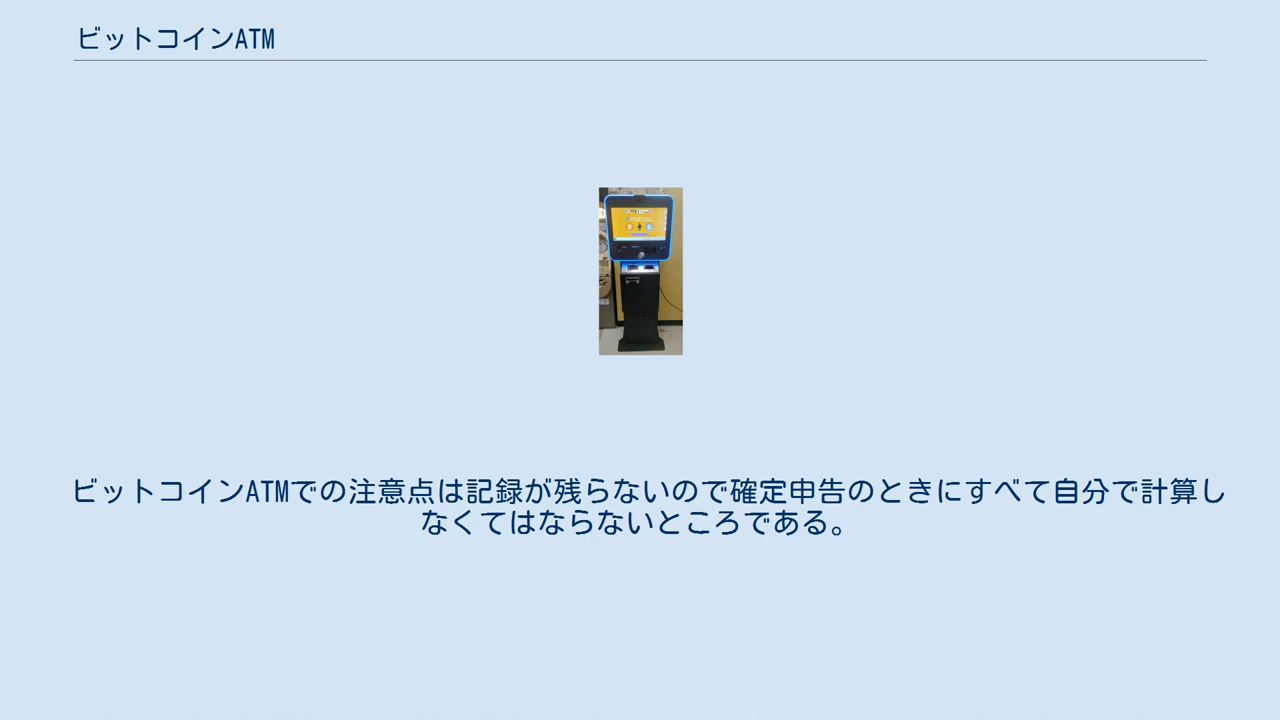 ビットコインATM
ビットコインATMでの注意点は記録が残らないので確定申告のときにすべて自分で計算し
なくてはならないところである。